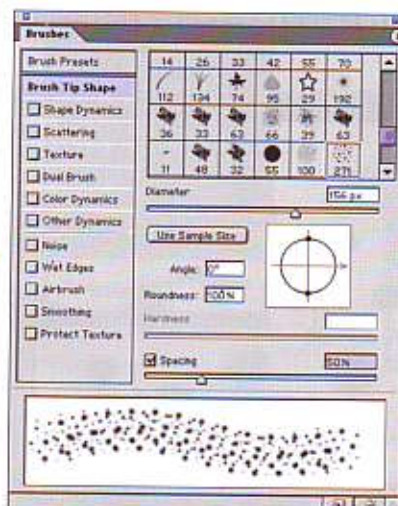 Brushes
Brush Presets
Brush Tip Shape
Shape Dynamics
Scattering
Texture
Dual Brush
Color Dynamics
Other Dynamics
Noise
Wet Edges
Airbrush
Smoothing
Protect Texture
14 26 33 42 55 70
112 134 74 95 29 192
36 33 63 66 39 63
11 48 32 55 100 271
Diameter 156 px
Use Sample Size
Angle: 0°
Roundness: 100%
Hardness
Spacing 50%